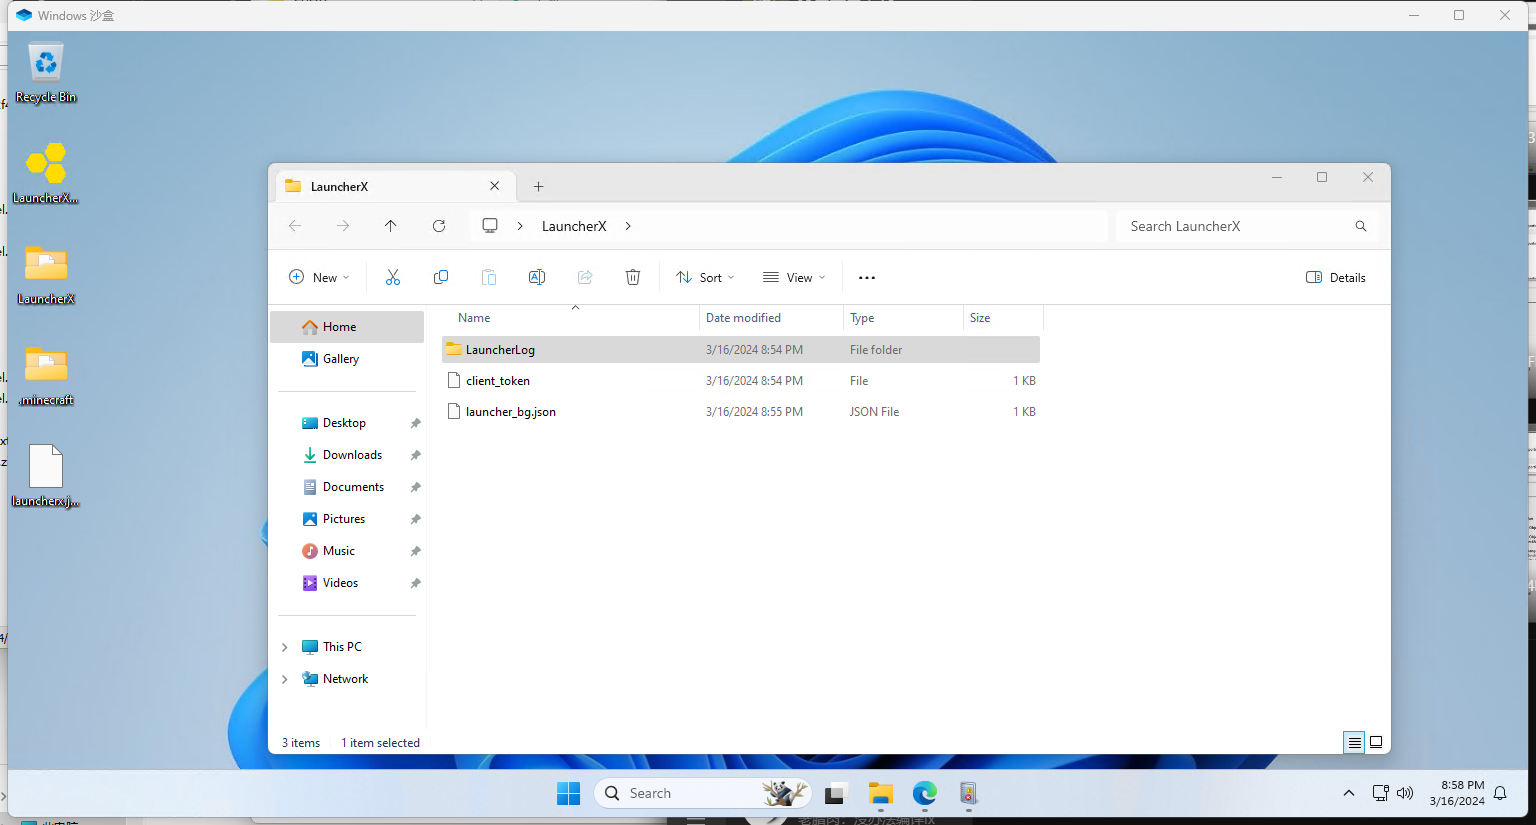 Windows 沙盒
Recycle Bin
LauncherX...
LauncherX
.minecraft
launcherx.j...
LauncherX
LauncherX
Search LauncherX
New
Sort
View
Details
Name
Date modified
Type
Size
LauncherLog 3/16/2024 8:54 PM File folder
client_token 3/16/2024 8:54 PM File 1 KB
launcher_bg.json 3/16/2024 8:55 PM JSON File 1 KB
Home
Gallery
Desktop
Downloads
Documents
Pictures
Music
Videos
This PC
Network
3 items
1 item selected
Search
8:58 PM
3/16/2024